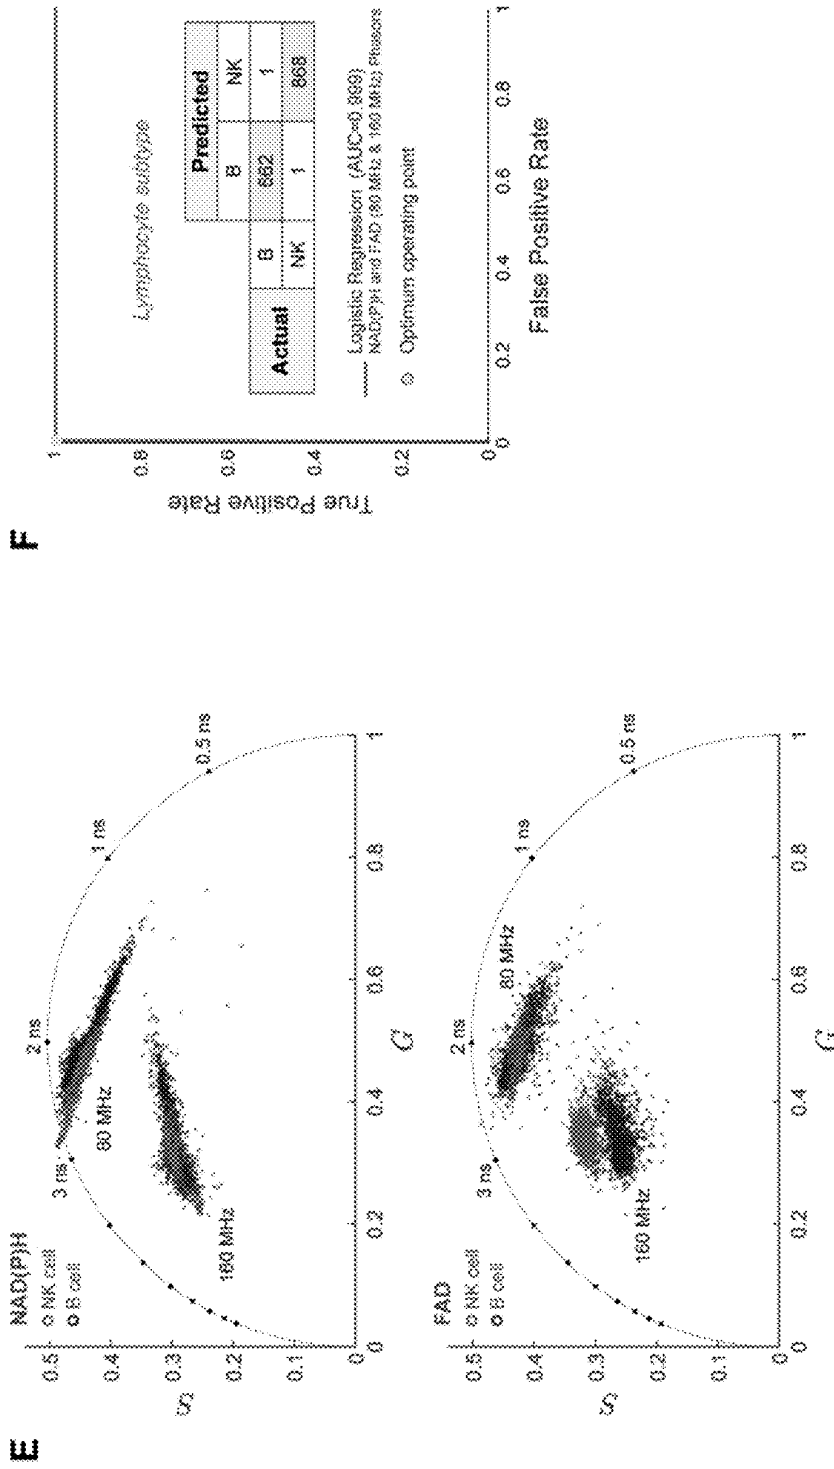 E
NAD(P)H
NK cell
B cell
S
0.5
0.4
0.3
0.2
0.1
0
3 ns
2 ns
1 ns
0.5 ns
80 MHz
160 MHz
0
0.2
0.4
0.6
0.8
1
G
FAD
NK cell
B cell
S
0.5
0.4
0.3
0.2
0.1
0
3 ns
2 ns
1 ns
0.5 ns
80 MHz
160 MHz
0
0.2
0.4
0.6
0.8
1
G
F
True Positive Rate
1
0.8
0.6
0.4
0.2
0
Lymphocyte subtype
Predicted
B NK
Actual
B 662 1
NK 1 868
Logistic Regression (AUC=0.999)
NAD(P)H and FAD (80 MHz & 160 MHz) Phasors
Optimum operating point
0
0.2
0.4
0.6
0.8
1
False Positive Rate